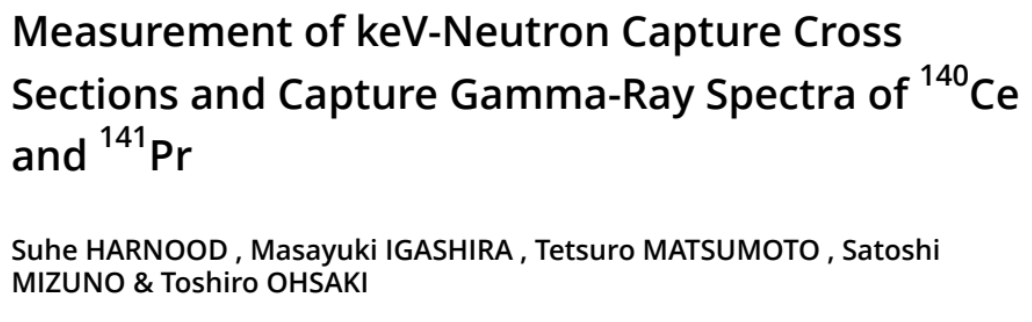 Measurement of keV-Neutron Capture Cross
Sections and Capture Gamma-Ray Spectra of ¹⁴⁰Ce
and ¹⁴¹Pr
Suhe HARNOOD , Masayuki IGASHIRA , Tetsuro MATSUMOTO , Satoshi
MIZUNO & Toshiro OHSAKI